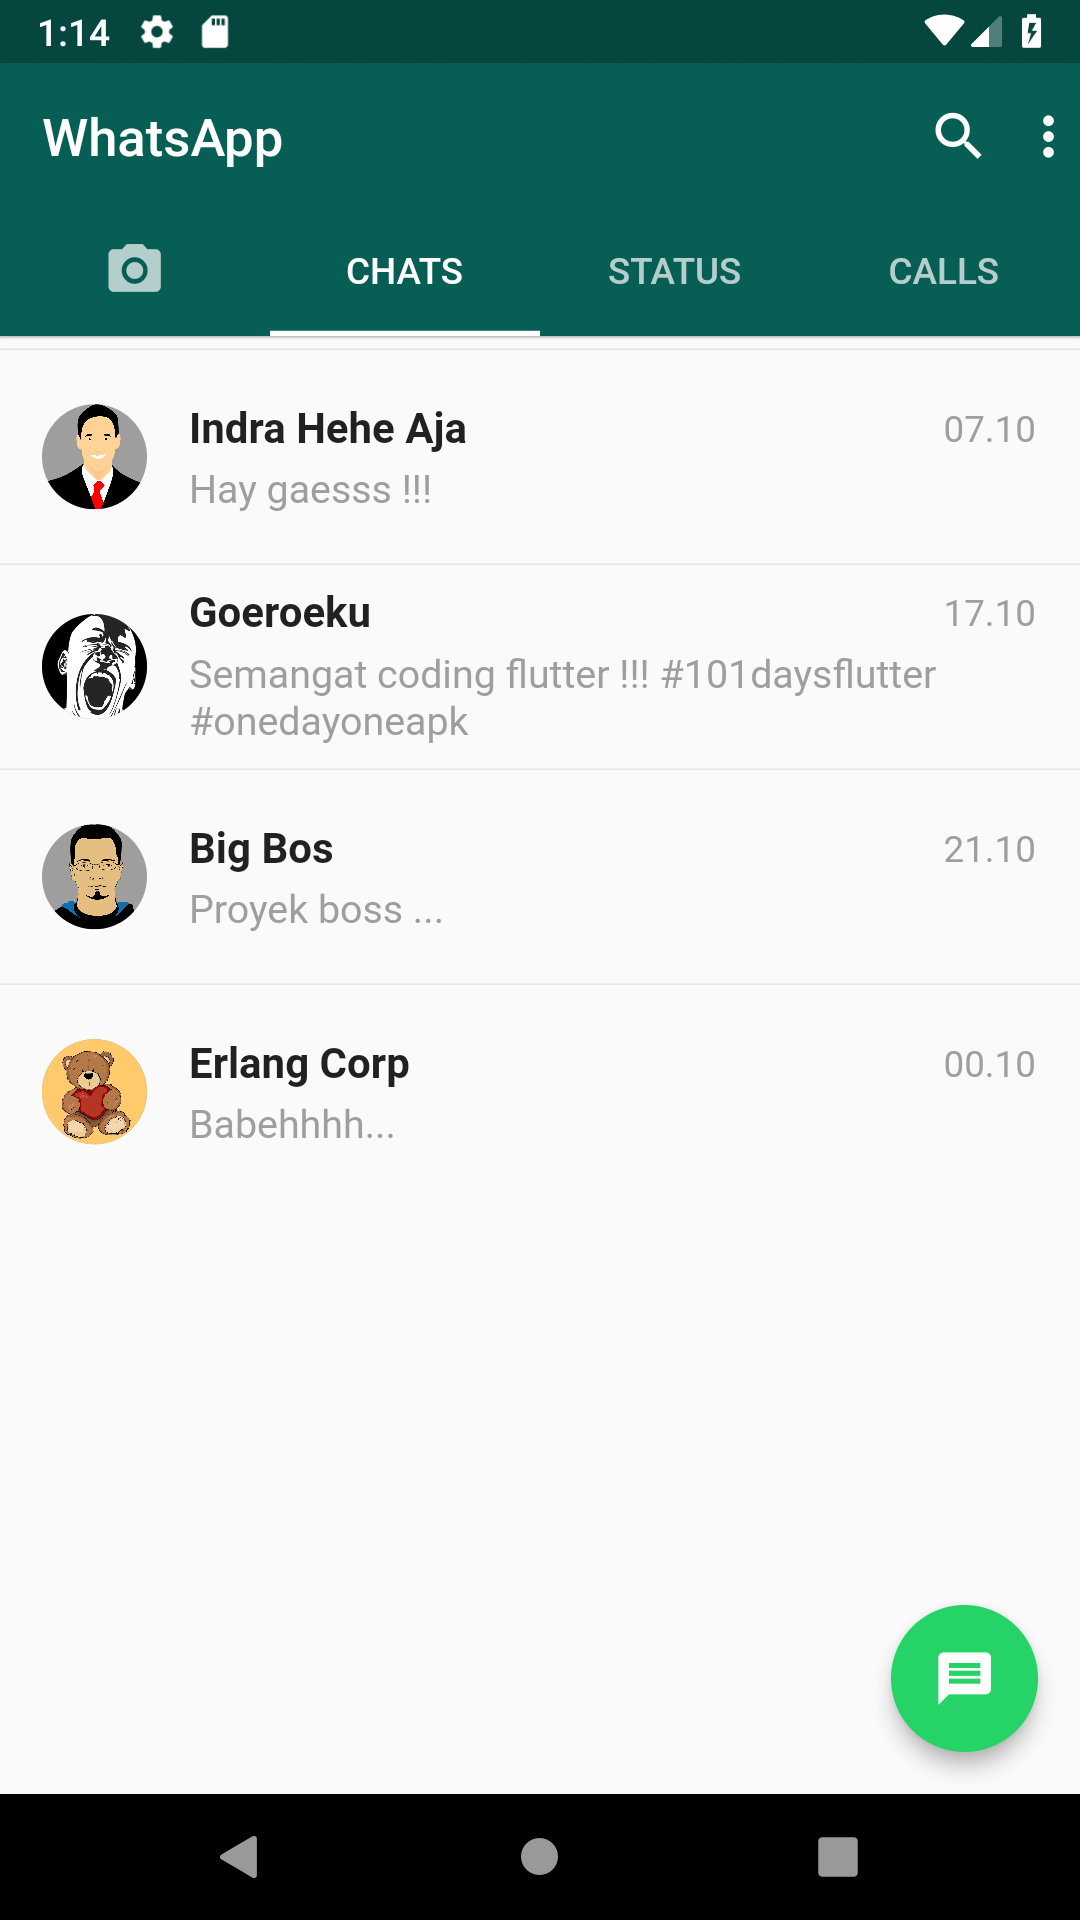 1:14
WhatsApp
CHATS STATUS CALLS
Indra Hehe Aja 07.10
Hay gaesss !!!
Goeroeku 17.10
Semangat coding flutter !!! #101daysflutter
#onedayoneapk
Big Bos 21.10
Proyek boss ...
Erlang Corp 00.10
Babehhhh...